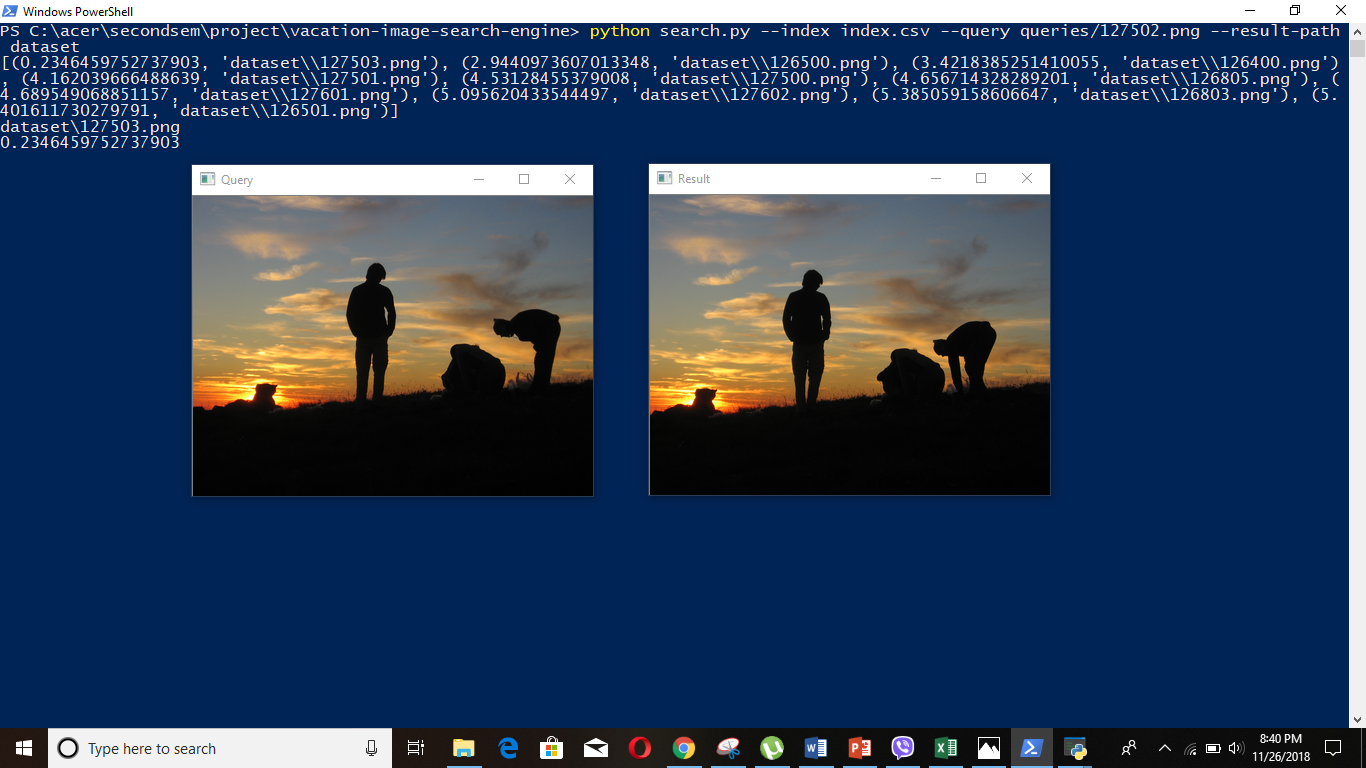 Windows PowerShell
PS C:\acer\secondsem\project\vacation-image-search-engine> python search.py --index index.csv --query queries/127502.png --result-path
 dataset
[(0.2346459752737903, 'dataset\\127503.png'), (2.9440973607013348, 'dataset\\126500.png'), (3.4218385251410055, 'dataset\\126400.png')
, (4.162039666488639, 'dataset\\127501.png'), (4.53128455379008, 'dataset\\127500.png'), (4.656714328289201, 'dataset\\126805.png'), (
4.689549068851157, 'dataset\\127601.png'), (5.095620433544497, 'dataset\\127602.png'), (5.385059158606647, 'dataset\\126803.png'), (5.
401611730279791, 'dataset\\126501.png')]
dataset\127503.png
0.2346459752737903
Query
Result
Type here to search
8:40 PM
11/26/2018